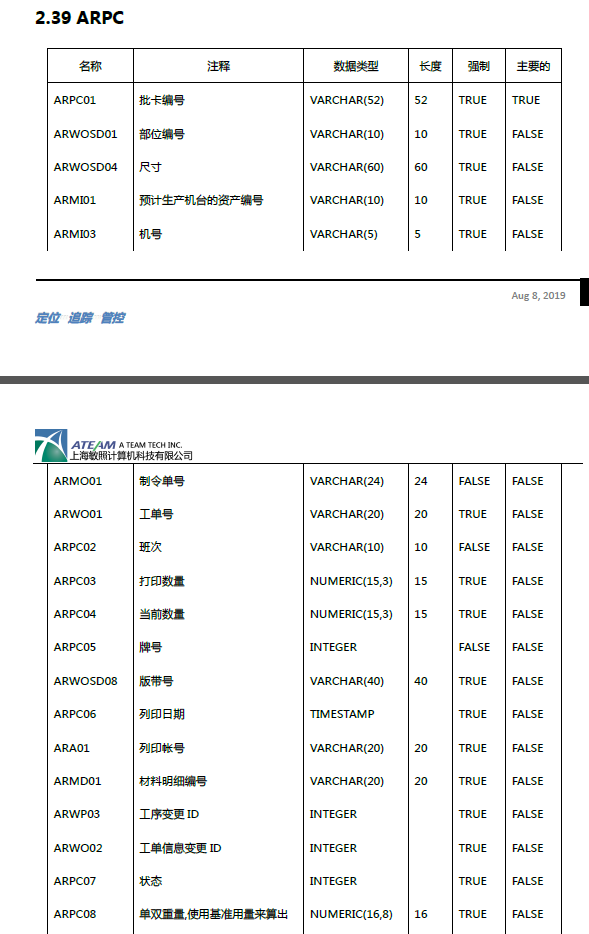 2.39 ARPC
名称 注释 数据类型 长度 强制 主要的
ARPC01 批卡编号 VARCHAR(52) 52 TRUE TRUE
ARWOSD01 部位编号 VARCHAR(10) 10 TRUE FALSE
ARWOSD04 尺寸 VARCHAR(60) 60 TRUE FALSE
ARMI01 预计生产机台的资产编号 VARCHAR(10) 10 TRUE FALSE
ARMI03 机号 VARCHAR(5) 5 TRUE FALSE
Aug 8, 2019
定位 追踪 管控
ATEAM A TEAM TECH INC.
上海敏照计算机科技有限公司
ARMO01 制令单号 VARCHAR(24) 24 FALSE FALSE
ARWO01 工单号 VARCHAR(20) 20 TRUE FALSE
ARPC02 班次 VARCHAR(10) 10 FALSE FALSE
ARPC03 打印数量 NUMERIC(15,3) 15 TRUE FALSE
ARPC04 当前数量 NUMERIC(15,3) 15 TRUE FALSE
ARPC05 牌号 INTEGER FALSE FALSE
ARWOSD08 版带号 VARCHAR(40) 40 TRUE FALSE
ARPC06 列印日期 TIMESTAMP TRUE FALSE
ARA01 列印帐号 VARCHAR(20) 20 TRUE FALSE
ARMD01 材料明细编号 VARCHAR(20) 20 TRUE FALSE
ARWP03 工序变更 ID INTEGER TRUE FALSE
ARWO02 工单信息变更 ID INTEGER TRUE FALSE
ARPC07 状态 INTEGER TRUE FALSE
ARPC08 单双重量,使用基准用量来算出 NUMERIC(16,8) 16 TRUE FALSE